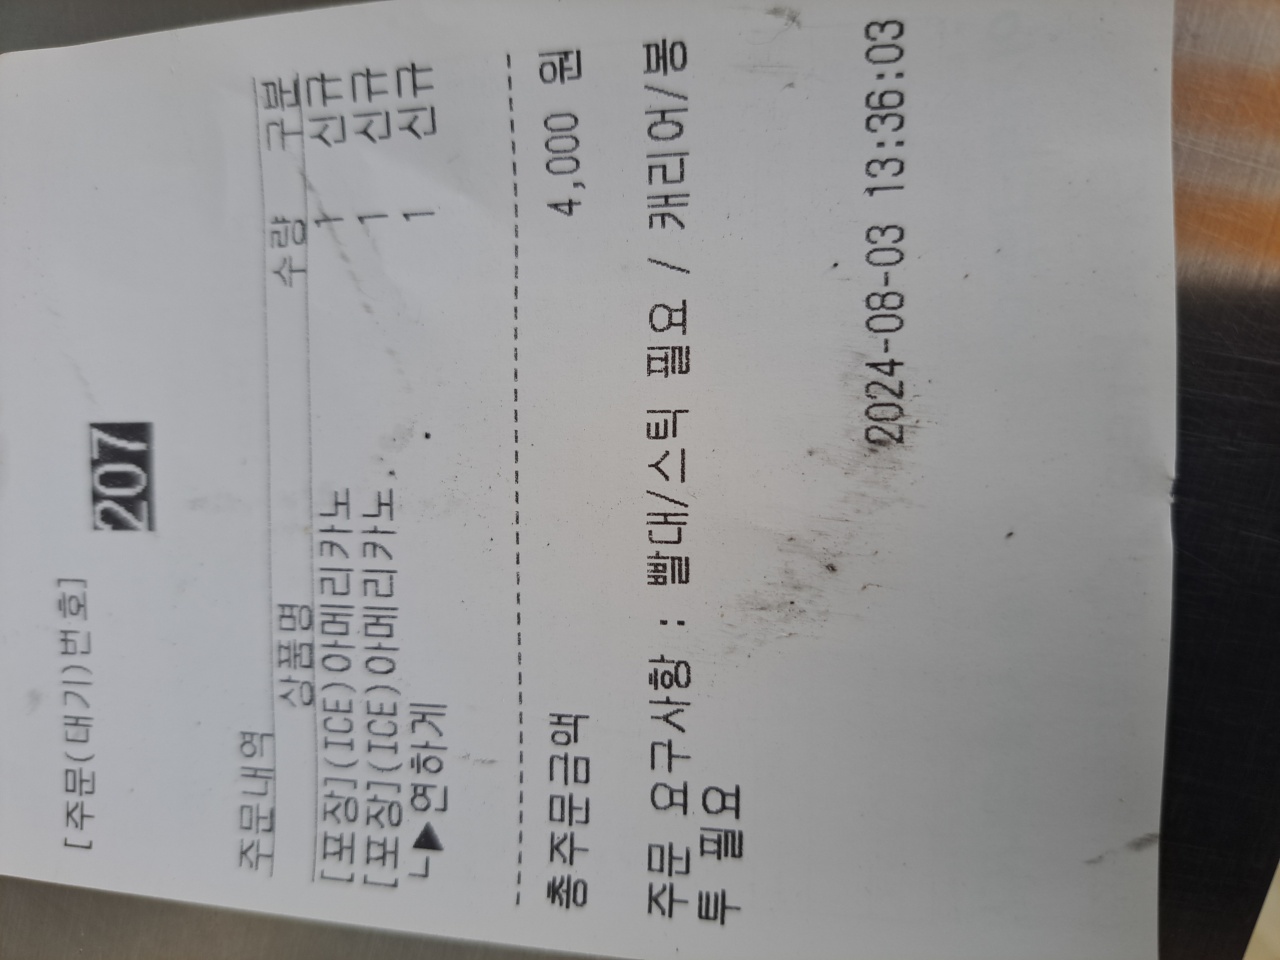 [주문(대기)번호]
207
주문내역
상품명 수량 구분
[포장](ICE)아메리카노 1 신규
[포장](ICE)아메리카노 1 신규
ㄴ▶연하게 1 신규
총주문금액 4,000 원
주문 요구사항 : 빨대/스틱 필요 / 캐리어/봉
투 필요
2024-08-03 13:36:03